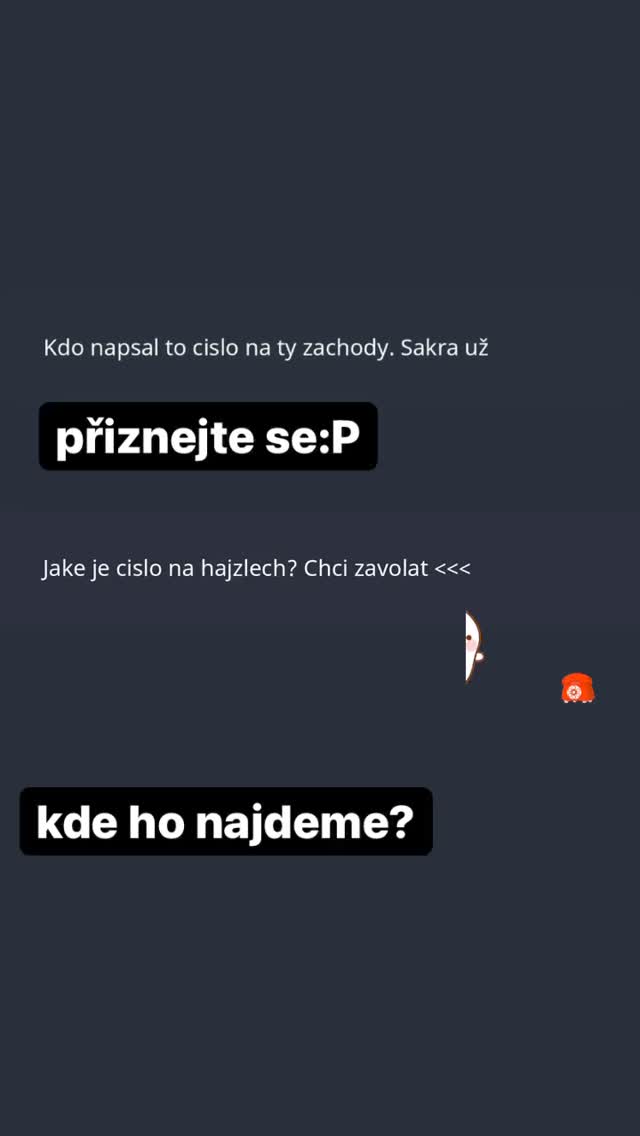 Kdo napsal to cislo na ty zachody. Sakra už
přiznejte se:P
Jake je cislo na hajzlech? Chci zavolat <<<
kde ho najdeme?